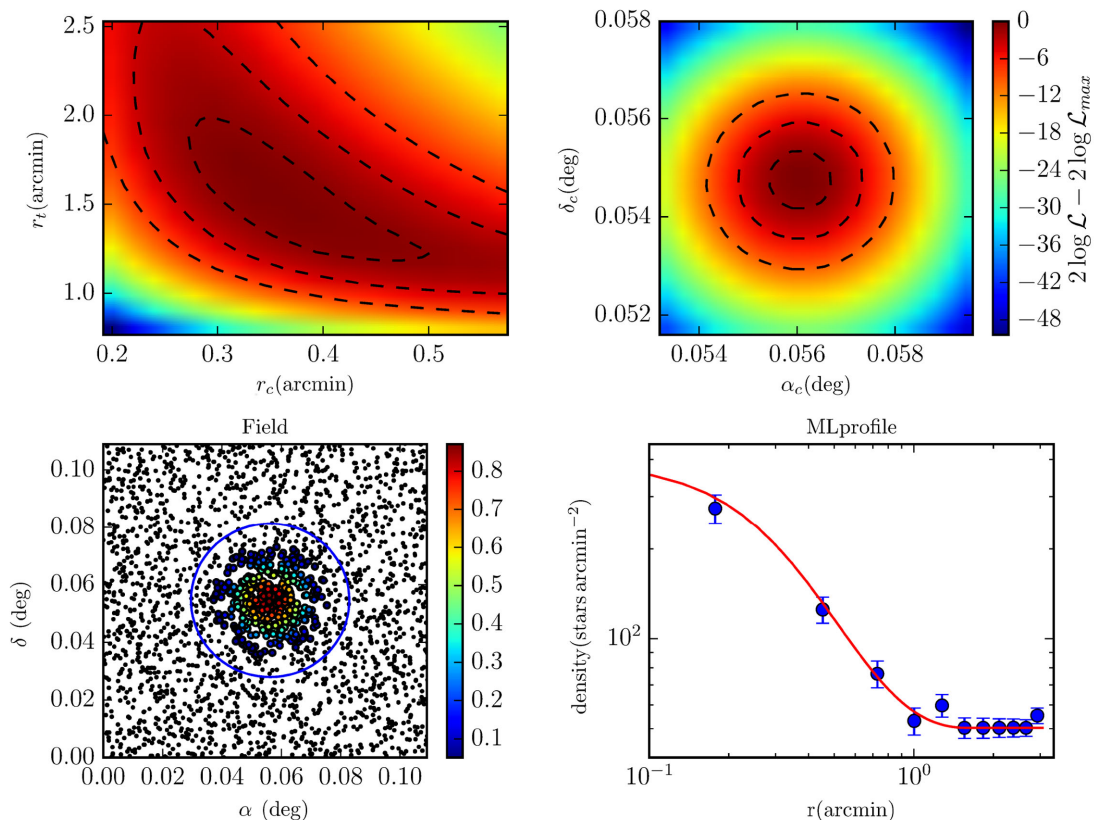 2.5
2.0
1.5
1.0
r_t(arcmin)
0.2 0.3 0.4 0.5
r_c(arcmin)
0.058
0.056
0.054
0.052
δ_c(deg)
0.054 0.056 0.058
α_c(deg)
0
−6
−12
−18
−24
−30
−36
−42
−48
2 log ℒ − 2 log ℒ_max
Field
0.10
0.08
0.06
0.04
0.02
0.00
δ (deg)
0.00 0.02 0.04 0.06 0.08 0.10
α (deg)
0.8
0.7
0.6
0.5
0.4
0.3
0.2
0.1
MLprofile
10^2
density(stars arcmin^−2)
10^−1 10^0
r(arcmin)